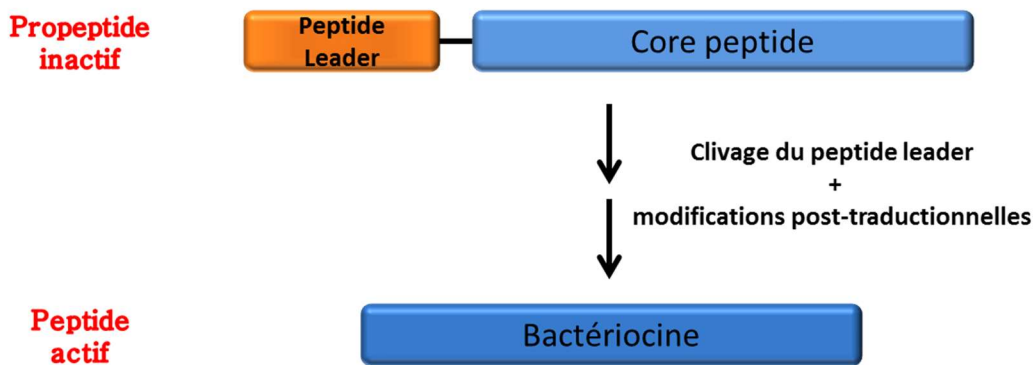 Propeptide
inactif
Peptide
Leader
Core peptide
Clivage du peptide leader
+
modifications post-traductionnelles
Peptide
actif
Bactériocine